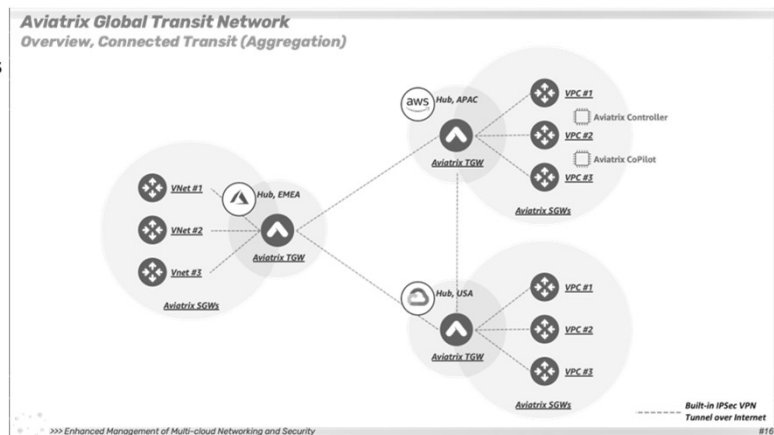 Aviatrix Global Transit Network
Overview, Connected Transit (Aggregation)
s
aws
Hub, APAC
Aviatrix TGW
VPC #1
Aviatrix Controller
VPC #2
Aviatrix CoPilot
VPC #3
Aviatrix SGWs
VNet #1
Hub, EMEA
VNet #2
Aviatrix TGW
Vnet #3
Aviatrix SGWs
Hub, USA
Aviatrix TGW
VPC #1
VPC #2
VPC #3
Aviatrix SGWs
Built-in IPSec VPN
Tunnel over Internet
>>> Enhanced Management of Multi-cloud Networking and Security
#16